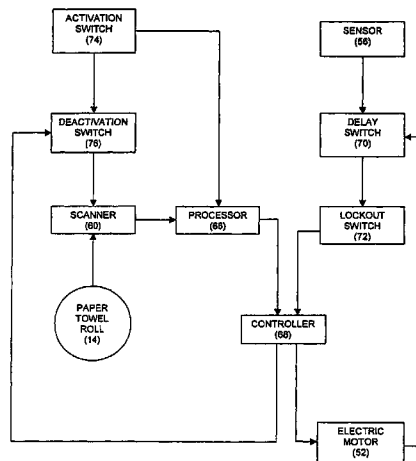 ACTIVATION
SWITCH
(74)
SENSOR
(56)
DEACTIVATION
SWITCH
(76)
DELAY
SWITCH
(70)
SCANNER
(60)
PROCESSOR
(66)
LOCKOUT
SWITCH
(72)
PAPER
TOWEL
ROLL
(14)
CONTROLLER
(68)
ELECTRIC
MOTOR
(52)